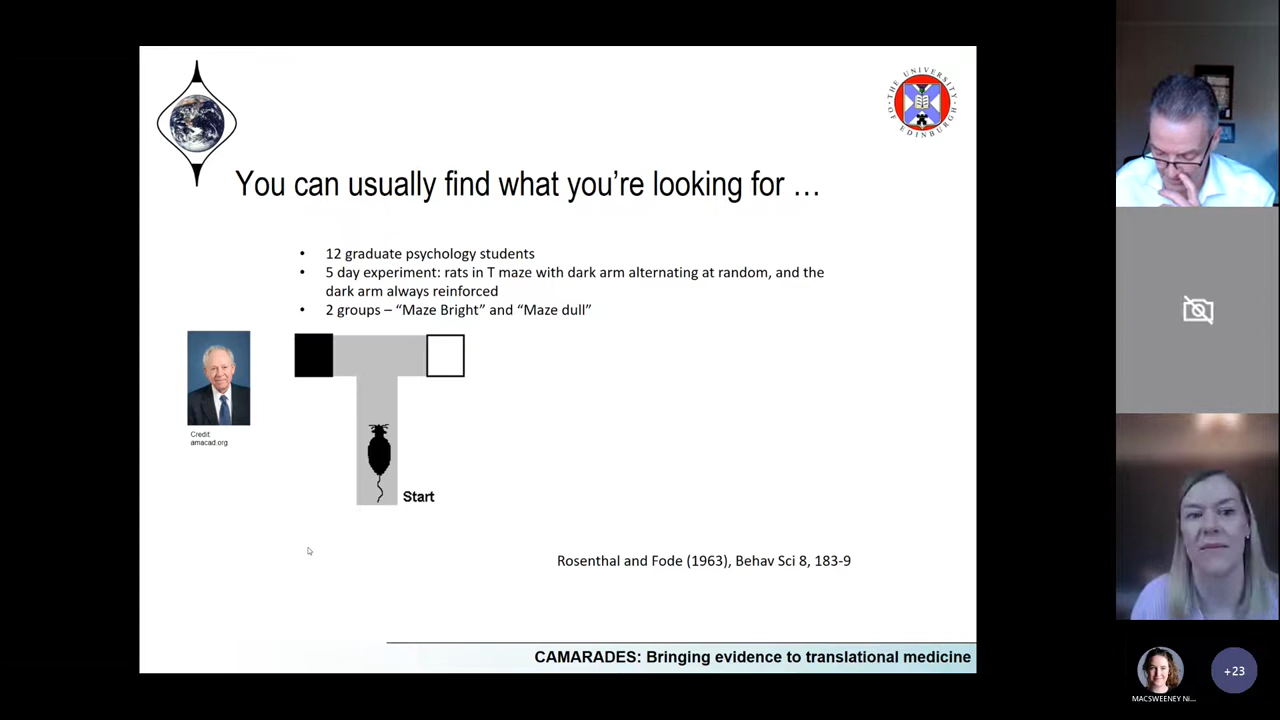 THE UNIVERSITY OF EDINBURGH
You can usually find what you're looking for …
• 12 graduate psychology students
• 5 day experiment: rats in T maze with dark arm alternating at random, and the
dark arm always reinforced
• 2 groups – “Maze Bright” and “Maze dull”
Credit:
amacad.org
Start
Rosenthal and Fode (1963), Behav Sci 8, 183-9
CAMARADES: Bringing evidence to translational medicine
MACSWEENEY Ni...
+23